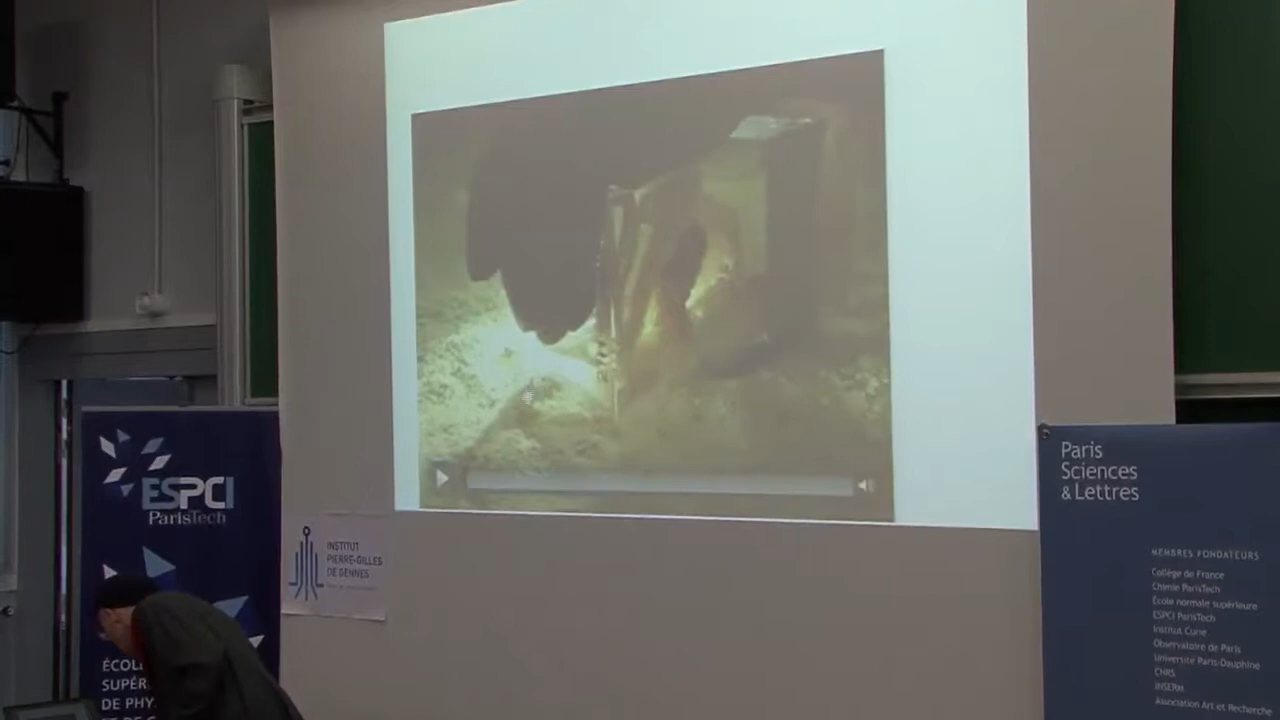 ESPCI
ParisTech
INSTITUT
PIERRE-GILLES
DE GENNES
ÉCOL
SUPÉR
DE PHY
Paris
Sciences
& Lettres
MEMBRES FONDATEURS
Collège de France
Chimie ParisTech
École normale supérieure
ESPCI ParisTech
Institut Curie
Observatoire de Paris
Université Paris-Dauphine
CNRS
INSERM
Association Art et Recherche